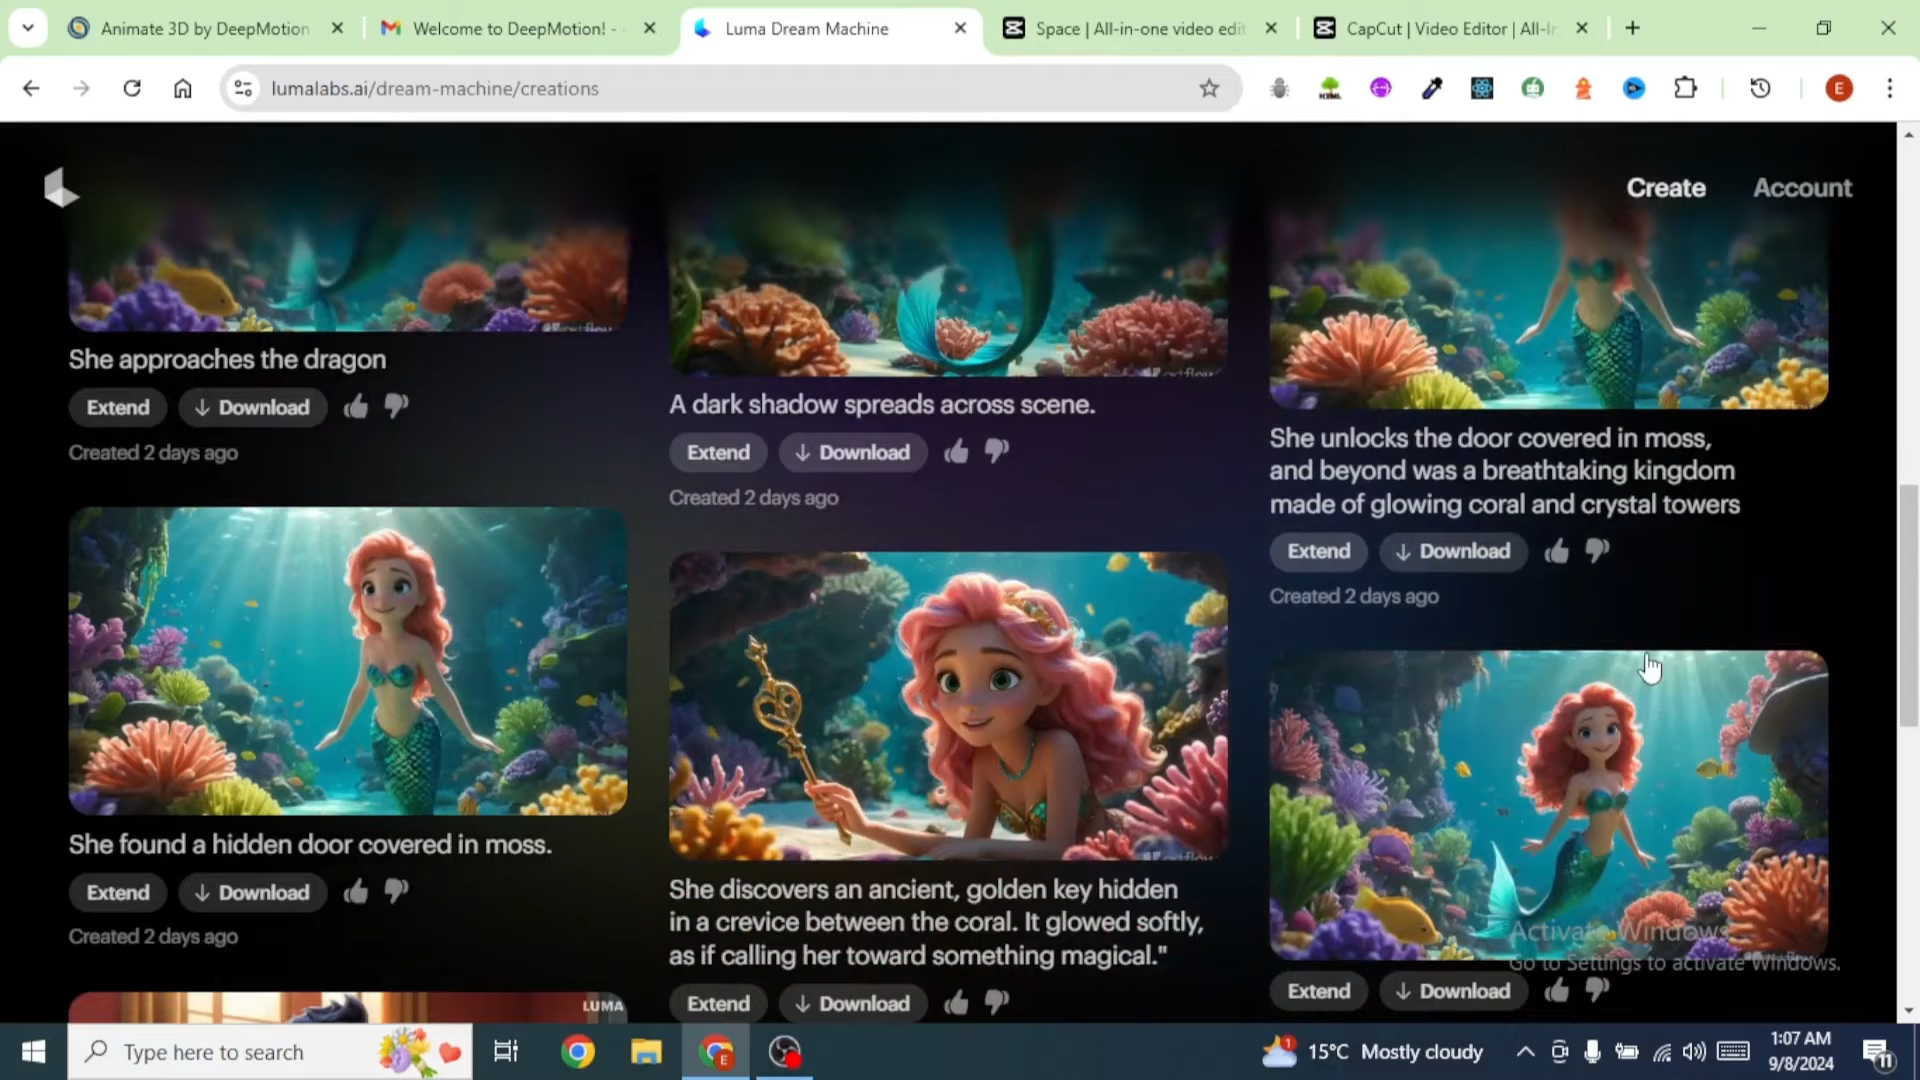 Animate 3D by DeepMotion
Welcome to DeepMotion! -
Luma Dream Machine
Space | All-in-one video edit
CapCut | Video Editor | All-In
lumalabs.ai/dream-machine/creations
E
Create
Account
She approaches the dragon
Extend
Download
Created 2 days ago
A dark shadow spreads across scene.
Extend
Download
Created 2 days ago
She unlocks the door covered in moss,
and beyond was a breathtaking kingdom
made of glowing coral and crystal towers
Extend
Download
Created 2 days ago
She found a hidden door covered in moss.
Extend
Download
Created 2 days ago
She discovers an ancient, golden key hidden
in a crevice between the coral. It glowed softly,
as if calling her toward something magical."
Extend
Download
Extend
Download
LUMA
Activate Windows
Go to Settings to activate Windows.
Type here to search
E
1
15°C Mostly cloudy
1:07 AM
9/8/2024
11